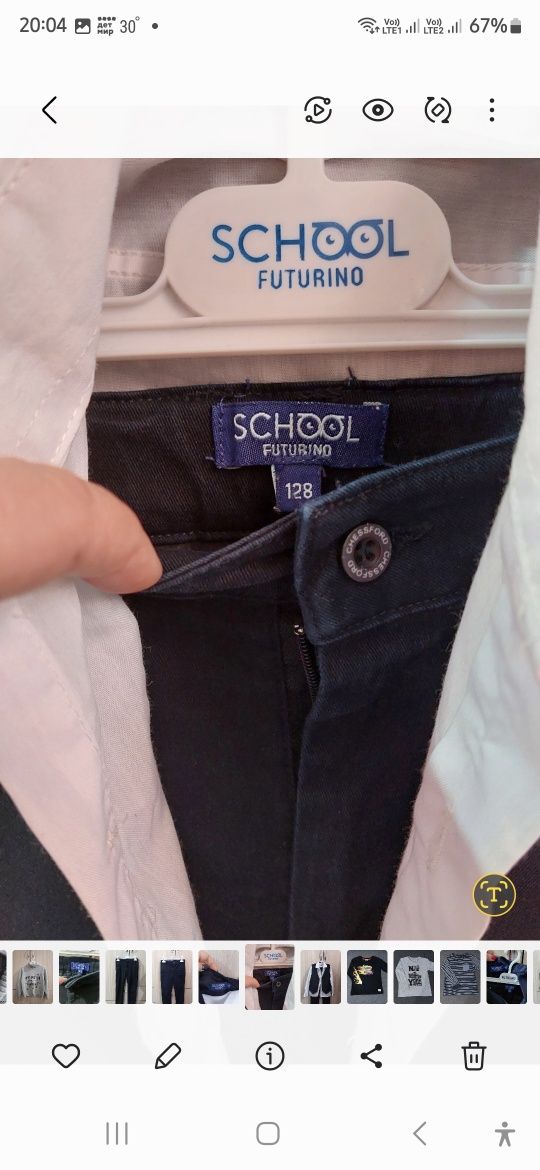 20:04 дет мир 30° Vo)) LTE1 Vo)) LTE2 67%
SCHOOL
FUTURINO
SCHOOL
FUTURINO
128
CHESSFORD CHESSFORD
T